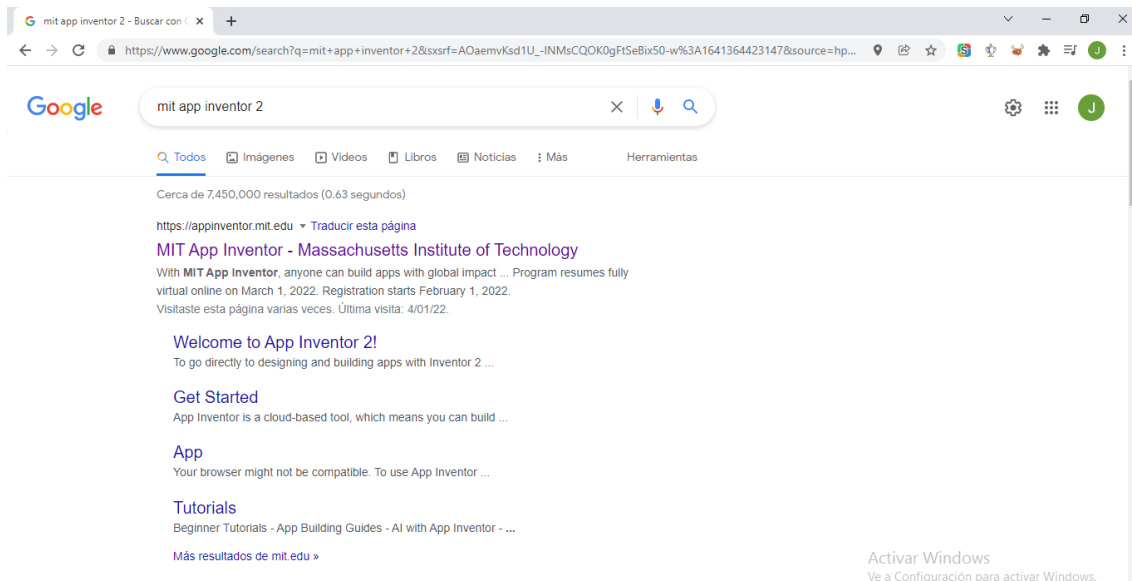 mit app inventor 2 - Buscar con G
https://www.google.com/search?q=mit+app+inventor+2&sxsrf=AOaemvKsd1U_-INMsCQOK0gFtSeBix50-w%3A1641364423147&source=hp...
J
Google
mit app inventor 2
J
Todos Imágenes Videos Libros Noticias Más Herramientas
Cerca de 7,450,000 resultados (0.63 segundos)
https://appinventor.mit.edu Traducir esta página
MIT App Inventor - Massachusetts Institute of Technology
With MIT App Inventor, anyone can build apps with global impact ... Program resumes fully
virtual online on March 1, 2022. Registration starts February 1, 2022.
Visitaste esta página varias veces. Última visita: 4/01/22.
Welcome to App Inventor 2!
To go directly to designing and building apps with Inventor 2 ...
Get Started
App Inventor is a cloud-based tool, which means you can build ...
App
Your browser might not be compatible. To use App Inventor ...
Tutorials
Beginner Tutorials - App Building Guides - AI with App Inventor - ...
Más resultados de mit.edu »
Activar Windows
Ve a Configuración para activar Windows.